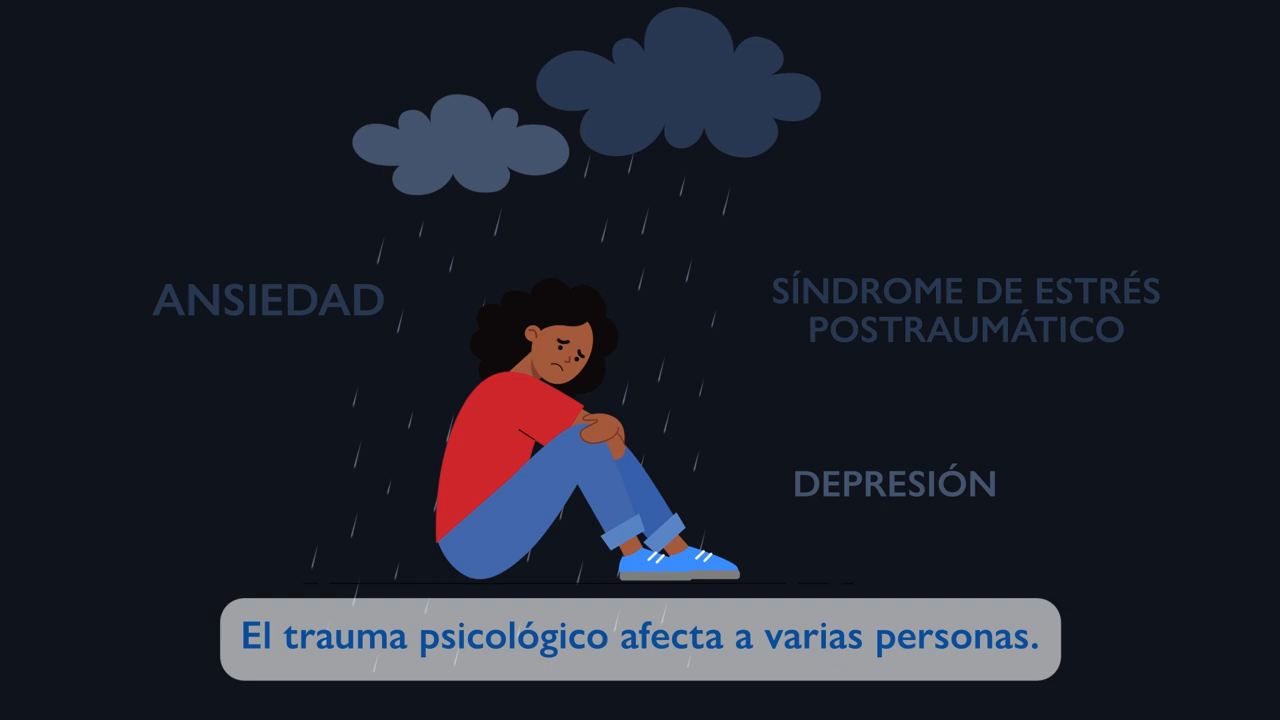 ANSIEDAD
SÍNDROME DE ESTRÉS
POSTRAUMÁTICO
DEPRESIÓN
El trauma psicológico afecta a varias personas.